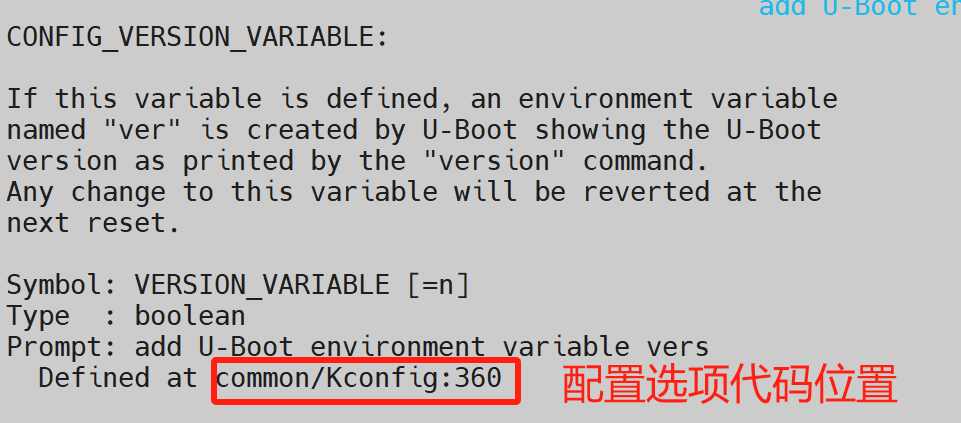 add U-Boot en
CONFIG_VERSION_VARIABLE:
If this variable is defined, an environment variable
named "ver" is created by U-Boot showing the U-Boot
version as printed by the "version" command.
Any change to this variable will be reverted at the
next reset.
Symbol: VERSION_VARIABLE [=n]
Type  : boolean
Prompt: add U-Boot environment variable vers
Defined at common/Kconfig:360 配置选项代码位置